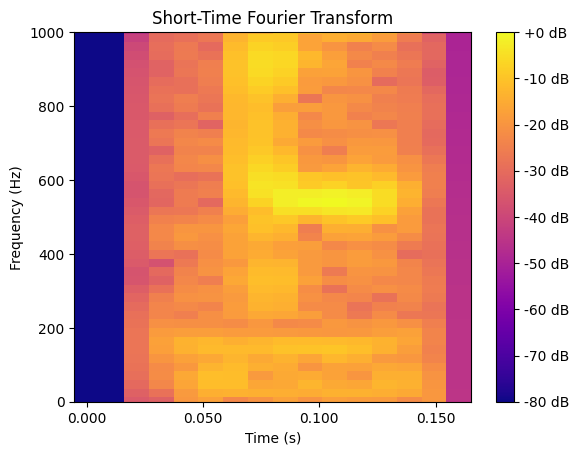 Short-Time Fourier Transform
1000
800
600
400
200
0
Frequency (Hz)
0.000
0.050
0.100
0.150
Time (s)
+0 dB
-10 dB
-20 dB
-30 dB
-40 dB
-50 dB
-60 dB
-70 dB
-80 dB